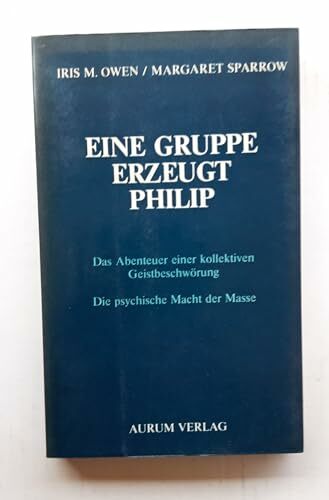 IRIS M. OWEN / MARGARET SPARROW
EINE GRUPPE
ERZEUGT
PHILIP
Das Abenteuer einer kollektiven
Geistbeschwörung
Die psychische Macht der Masse
AURUM VERLAG